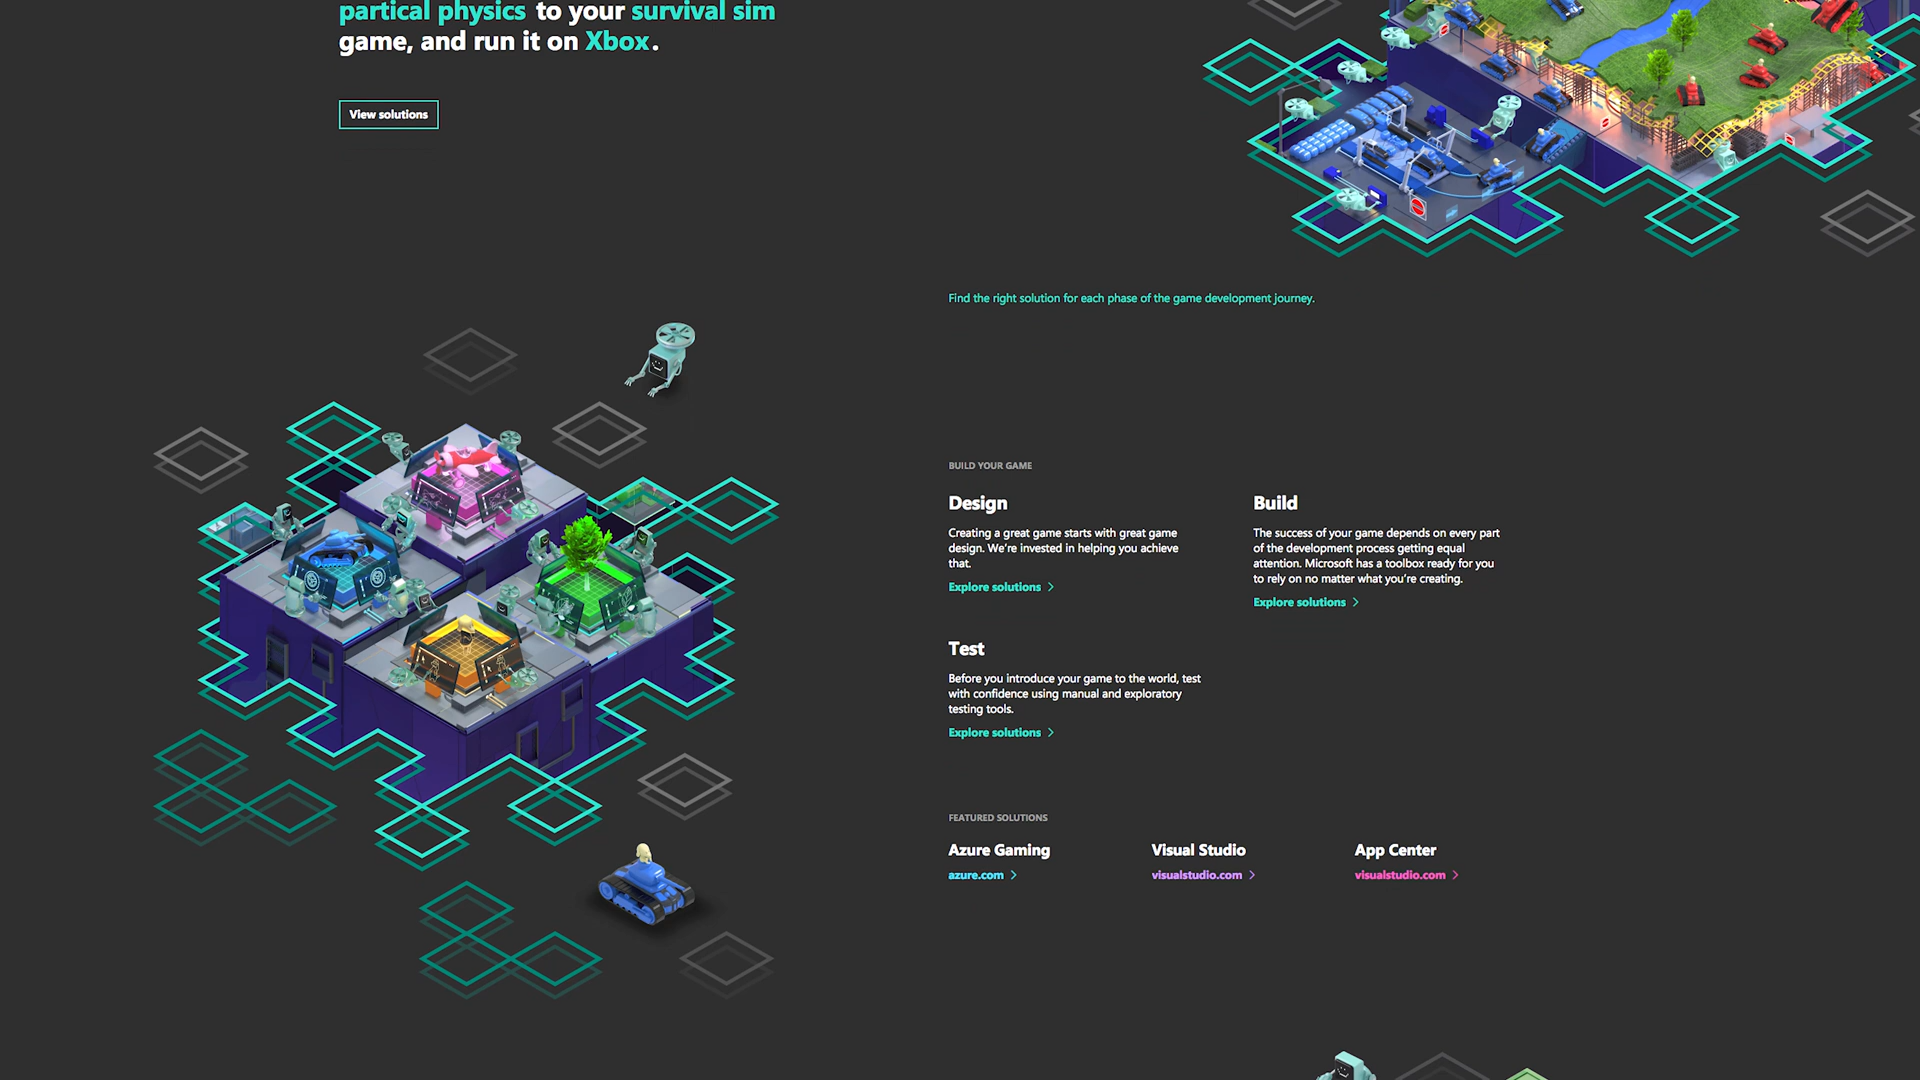 partical physics to your survival sim
game, and run it on Xbox.
View solutions
Find the right solution for each phase of the game development journey.
BUILD YOUR GAME
Design
Creating a great game starts with great game
design. We're invested in helping you achieve
that.
Explore solutions
Build
The success of your game depends on every part
of the development process getting equal
attention. Microsoft has a toolbox ready for you
to rely on no matter what you're creating.
Explore solutions
Test
Before you introduce your game to the world, test
with confidence using manual and exploratory
testing tools.
Explore solutions
FEATURED SOLUTIONS
Azure Gaming
azure.com
Visual Studio
visualstudio.com
App Center
visualstudio.com